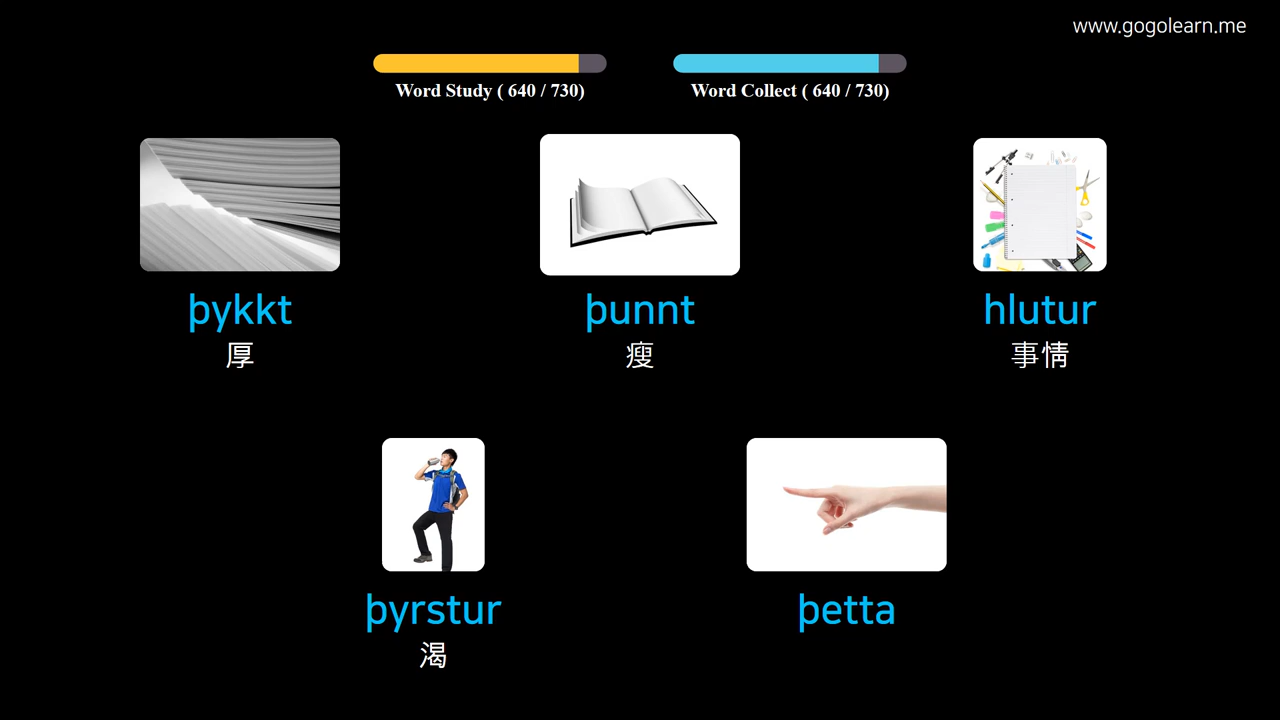 www.gogolearn.me
Word Study ( 640 / 730)
Word Collect ( 640 / 730)
þykkt
厚
þunnt
瘦
hlutur
事情
þyrstur
渴
þetta